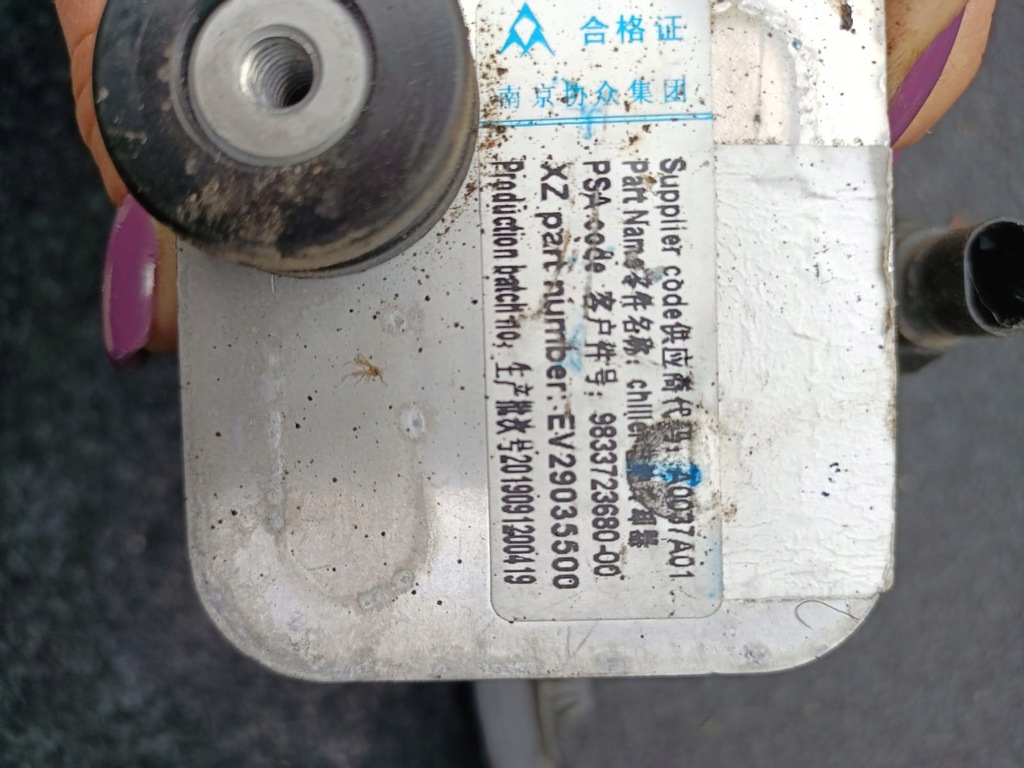 合格证
南京协众集团
Supplier code供应商代码: A0037A01
Part Name零件名称: chiller
PSA code 客户件号: 9833723680-00
XZ part number: EV29035500
Production batch no. 生产批次号2019091200419